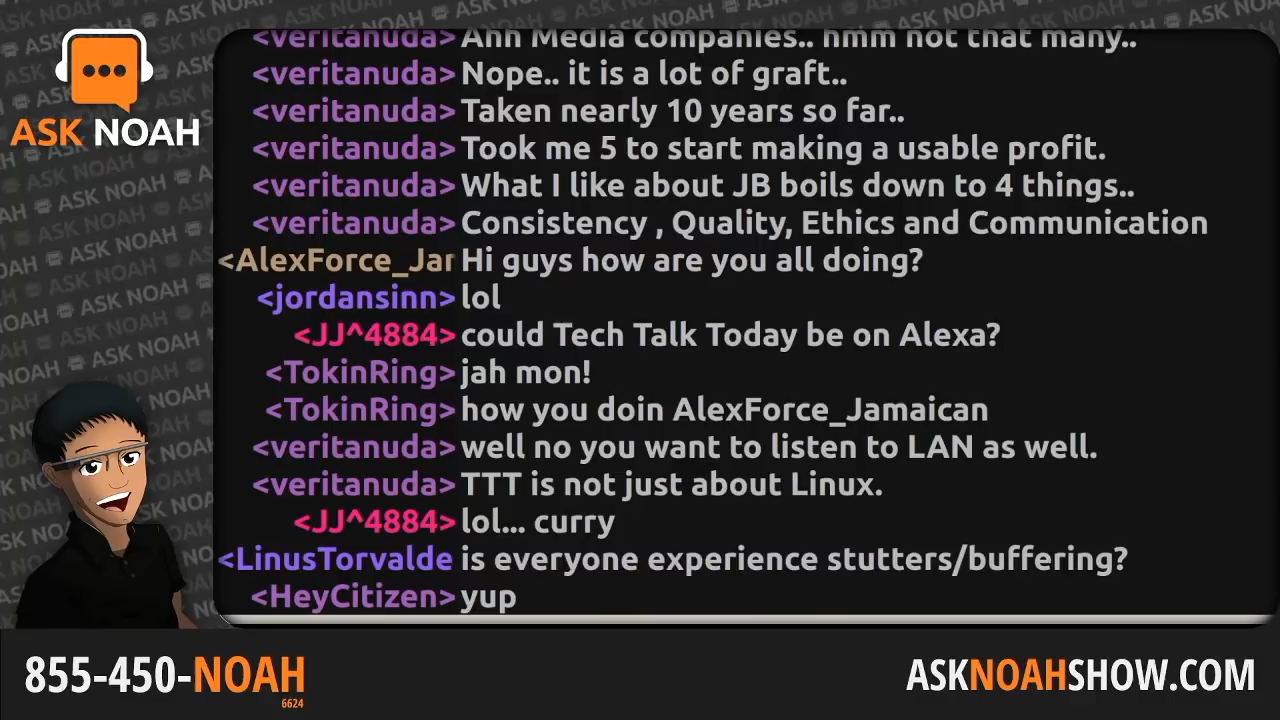 <veritanuda> Ahh Media companies.. hmm not that many..
<veritanuda> Nope.. it is a lot of graft..
<veritanuda> Taken nearly 10 years so far..
<veritanuda> Took me 5 to start making a usable profit.
<veritanuda> What I like about JB boils down to 4 things..
<veritanuda> Consistency , Quality, Ethics and Communication
<AlexForce_Jar Hi guys how are you all doing?
<jordansinn> lol
<JJ^4884> could Tech Talk Today be on Alexa?
<TokinRing> jah mon!
<TokinRing> how you doin AlexForce_Jamaican
<veritanuda> well no you want to listen to LAN as well.
<veritanuda> TTT is not just about Linux.
<JJ^4884> lol... curry
<LinusTorvalde is everyone experience stutters/buffering?
<HeyCitizen> yup
ASK NOAH
855-450-NOAH
6624
ASKNOAHSHOW.COM